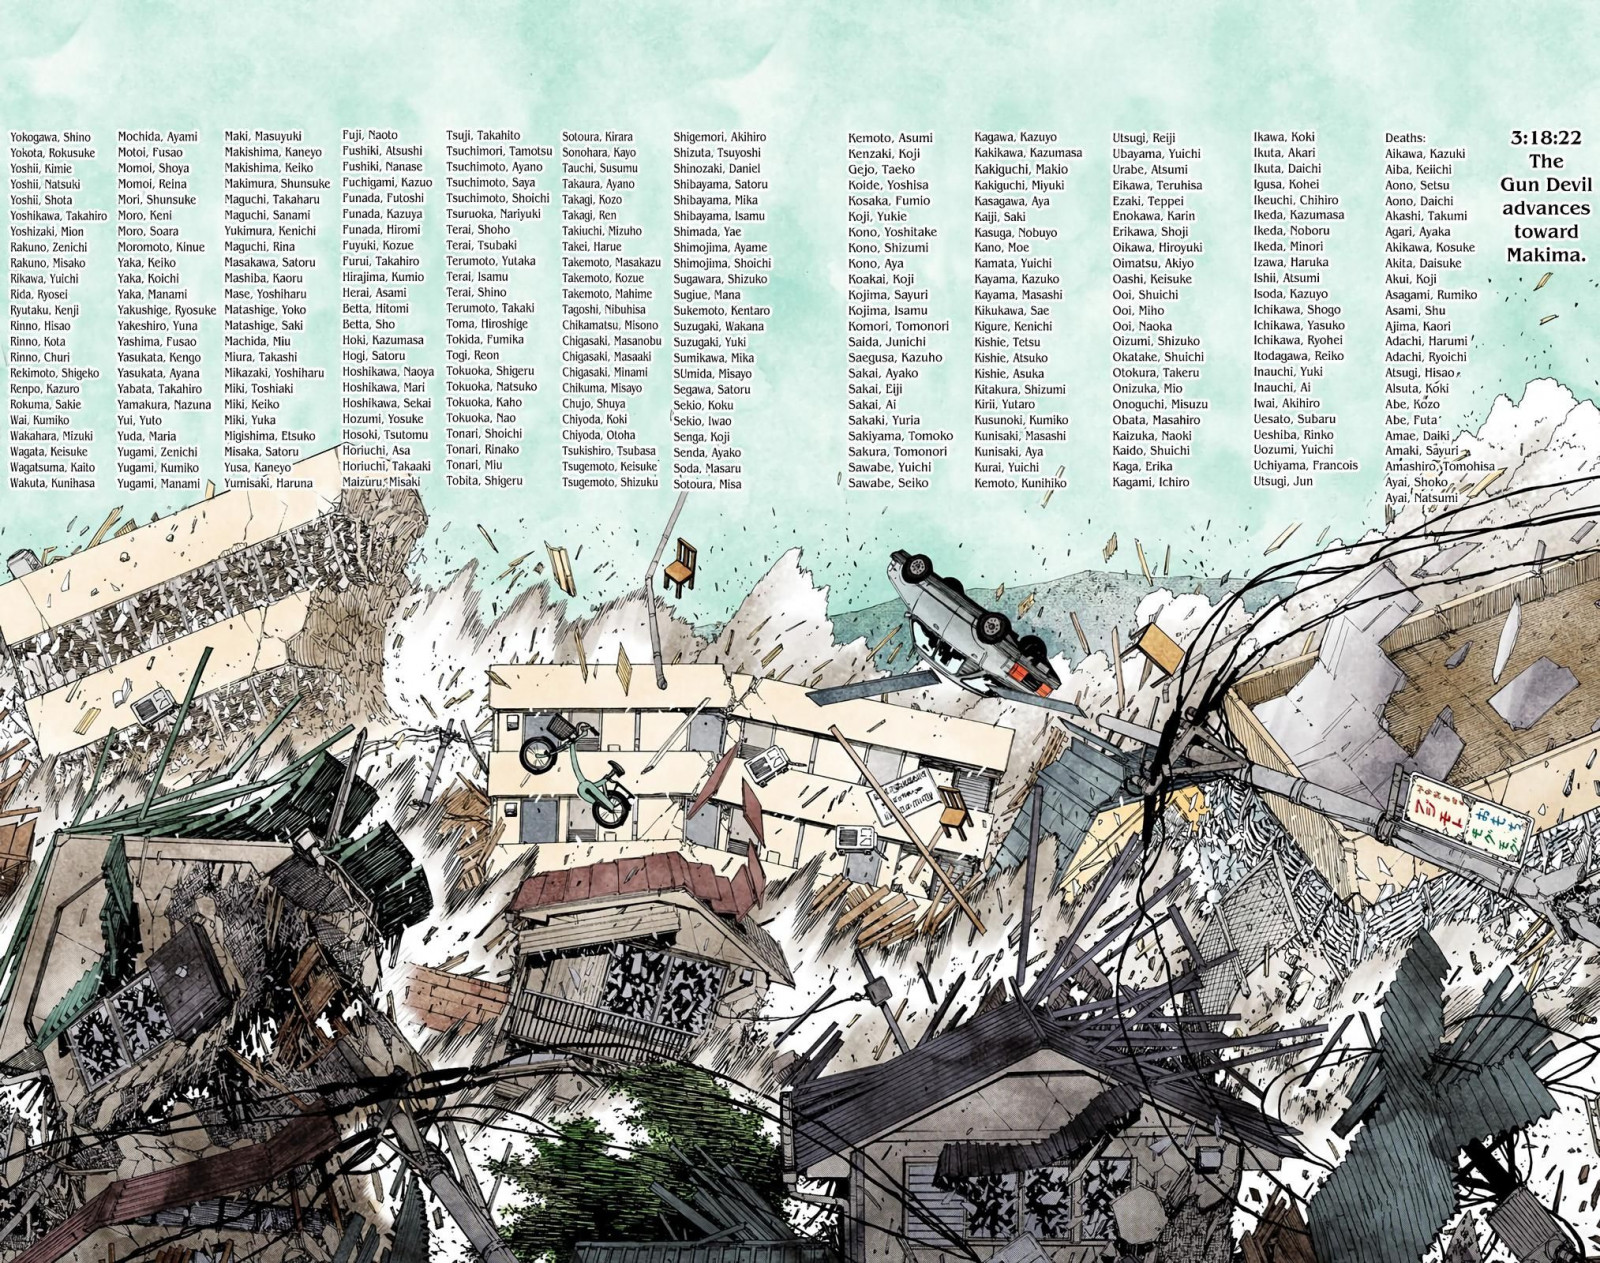 3:18:22
The
Gun Devil
advances
toward
Makima.
Deaths:
Aikawa, Kazuki
Aiba, Keiichi
Aono, Setsu
Aono, Daichi
Akashi, Takumi
Agari, Ayaka
Akikawa, Kosuke
Akita, Daisuke
Akui, Koji
Asagami, Rumiko
Asami, Shu
Ajima, Kaori
Adachi, Harumi
Adachi, Ryoichi
Atsugi, Hisao
Alsuta, Koki
Abe, Kozo
Abe, Futa
Amae, Daiki
Amaki, Sayuri
Amashiro, Tomohisa
Ayai, Shoko
Ayai, Natsumi
Ikawa, Koki
Ikuta, Akari
Ikuta, Daichi
Igusa, Kohei
Ikeuchi, Chihiro
Ikeda, Kazumasa
Ikeda, Noboru
Ikeda, Minori
Izawa, Haruka
Ishii, Atsumi
Isoda, Kazuyo
Ichikawa, Shogo
Ichikawa, Yasuko
Ichikawa, Ryohei
Itodagawa, Reiko
Inauchi, Yuki
Inauchi, Ai
Iwai, Akihiro
Uesato, Subaru
Ueshiba, Rinko
Uozumi, Yuichi
Uchiyama, Francois
Utsugi, Jun
Utsugi, Reiji
Ubayama, Yuichi
Urabe, Atsumi
Eikawa, Teruhisa
Ezaki, Teppei
Enokawa, Karin
Erikawa, Shoji
Oikawa, Hiroyuki
Oimatsu, Akiyo
Oashi, Keisuke
Ooi, Shuichi
Ooi, Miho
Ooi, Naoka
Oizumi, Shizuko
Okatake, Shuichi
Otokura, Takeru
Onizuka, Mio
Onoguchi, Misuzu
Obata, Masahiro
Kaizuka, Naoki
Kaido, Shuichi
Kaga, Erika
Kagami, Ichiro
Kagawa, Kazuyo
Kakikawa, Kazumasa
Kakiguchi, Makio
Kakiguchi, Miyuki
Kasagawa, Aya
Kaiji, Saki
Kasuga, Nobuyo
Kano, Moe
Kamata, Yuichi
Kayama, Kazuko
Kayama, Masashi
Kikukawa, Sae
Kigure, Kenichi
Kishie, Tetsu
Kishie, Atsuko
Kishie, Asuka
Kitakura, Shizumi
Kirii, Yutaro
Kusunoki, Kumiko
Kunisaki, Masashi
Kunisaki, Aya
Kurai, Yuichi
Kemoto, Kunihiko
Kemoto, Asumi
Kenzaki, Koji
Gejo, Taeko
Koide, Yoshisa
Kosaka, Fumio
Koji, Yukie
Kono, Yoshitake
Kono, Shizumi
Kono, Aya
Koakai, Koji
Kojima, Sayuri
Kojima, Isamu
Komori, Tomonori
Saida, Junichi
Saegusa, Kazuho
Sakai, Ayako
Sakai, Eiji
Sakai, Ai
Sakaki, Yuria
Sakiyama, Tomoko
Sakura, Tomonori
Sawabe, Yuichi
Sawabe, Seiko
Shigemori, Akihiro
Shizuta, Tsuyoshi
Shinozaki, Daniel
Shibayama, Satoru
Shibayama, Mika
Shibayama, Isamu
Shimada, Yae
Shimojima, Ayame
Shimojima, Shoichi
Sugawara, Shizuko
Sugiue, Mana
Sukemoto, Kentaro
Suzugaki, Wakana
Suzugaki, Yuki
Sumikawa, Mika
SUmida, Misayo
Segawa, Satoru
Sekio, Koku
Sekio, Iwao
Senga, Koji
Senda, Ayako
Soda, Masaru
Sotoura, Misa
Sotoura, Kirara
Sonohara, Kayo
Tauchi, Susumu
Takaura, Ayano
Takagi, Kozo
Takagi, Ren
Takiuchi, Mizuho
Takei, Harue
Takemoto, Masakazu
Takemoto, Kozue
Takemoto, Mahime
Tagoshi, Nibuhisa
Chikamatsu, Misono
Chigasaki, Masanobu
Chigasaki, Masaaki
Chigasaki, Minami
Chikuma, Misayo
Chujo, Shuya
Chiyoda, Koki
Chiyoda, Otoha
Tsukishiro, Tsubasa
Tsugemoto, Keisuke
Tsugemoto, Shizuku
Tsuji, Takahito
Tsuchimori, Tamotsu
Tsuchimoto, Ayano
Tsuchimoto, Saya
Tsuchimoto, Shoichi
Tsuruoka, Nariyuki
Terai, Shoho
Terai, Tsubaki
Terumoto, Yutaka
Terai, Isamu
Terai, Shino
Terumoto, Takaki
Toma, Hiroshige
Tokida, Fumika
Togi, Reon
Tokuoka, Shigeru
Tokuoka, Natsuko
Tokuoka, Kaho
Tokuoka, Nao
Tonari, Shoichi
Tonari, Rinako
Tonari, Miu
Tobita, Shigeru
Fuji, Naoto
Fushiki, Atsushi
Fushiki, Nanase
Fuchigami, Kazuo
Funada, Futoshi
Funada, Kazuya
Funada, Hiromi
Fuyuki, Kozue
Furui, Takahiro
Hirajima, Kumio
Herai, Asami
Betta, Hitomi
Betta, Sho
Hoki, Kazumasa
Hogi, Satoru
Hoshikawa, Naoya
Hoshikawa, Mari
Hoshikawa, Sekai
Hozumi, Yosuke
Hosoki, Tsutomu
Horiuchi, Asa
Horiuchi, Takaaki
Maizuru, Misaki
Maki, Masuyuki
Makishima, Kaneyo
Makishima, Keiko
Makimura, Shunsuke
Maguchi, Takaharu
Maguchi, Sanami
Yukimura, Kenichi
Maguchi, Rina
Masakawa, Satoru
Mashiba, Kaoru
Mase, Yoshiharu
Matashige, Yoko
Matashige, Saki
Machida, Miu
Miura, Takashi
Mikazaki, Yoshiharu
Miki, Toshiaki
Miki, Keiko
Miki, Yuka
Migishima, Etsuko
Misaka, Satoru
Yusa, Kaneyo
Yumisaki, Haruna
Mochida, Ayami
Motoi, Fusao
Momoi, Shoya
Momoi, Reina
Mori, Shunsuke
Moro, Keni
Moro, Soara
Moromoto, Kinue
Yaka, Keiko
Yaka, Koichi
Yaka, Manami
Yakushige, Ryosuke
Yakeshiro, Yuna
Yashima, Fusao
Yasukata, Kengo
Yasukata, Ayana
Yabata, Takahiro
Yamakura, Nazuna
Yui, Yuto
Yuda, Maria
Yugami, Zenichi
Yugami, Kumiko
Yugami, Manami
Yokogawa, Shino
Yokota, Rokusuke
Yoshii, Kimie
Yoshii, Natsuki
Yoshii, Shota
Yoshikawa, Takahiro
Yoshizaki, Mion
Rakuno, Zenichi
Rakuno, Misako
Rikawa, Yuichi
Rida, Ryosei
Ryutaku, Kenji
Rinno, Hisao
Rinno, Kota
Rinno, Churi
Rekimoto, Shigeko
Renpo, Kazuro
Rokuma, Sakie
Wai, Kumiko
Wakahara, Mizuki
Wagata, Keisuke
Wagatsuma, Kaito
Wakuta, Kunihasa
フジモト